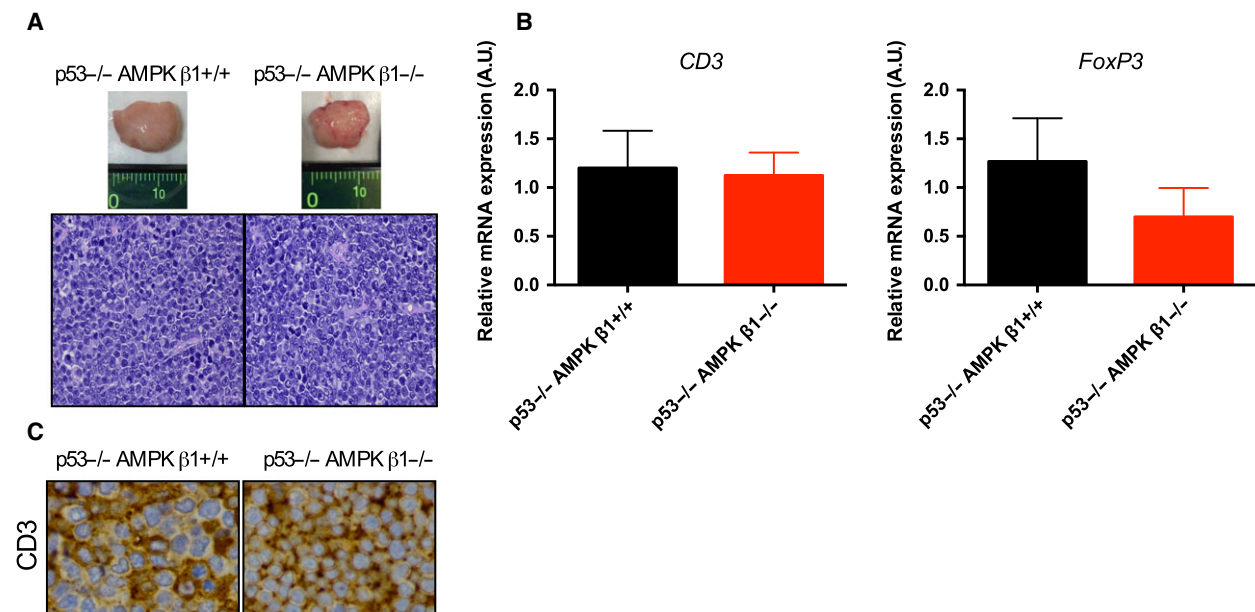 A
p53–/– AMPK β1+/+
p53–/– AMPK β1–/–
0 10
0 10
B
CD3
Relative mRNA expression (A.U.)
2.0
1.5
1.0
0.5
0.0
p53–/– AMPK β1+/+
p53–/– AMPK β1–/–
FoxP3
Relative mRNA expression (A.U.)
2.0
1.5
1.0
0.5
0.0
p53–/– AMPK β1+/+
p53–/– AMPK β1–/–
C
p53–/– AMPK β1+/+
p53–/– AMPK β1–/–
CD3